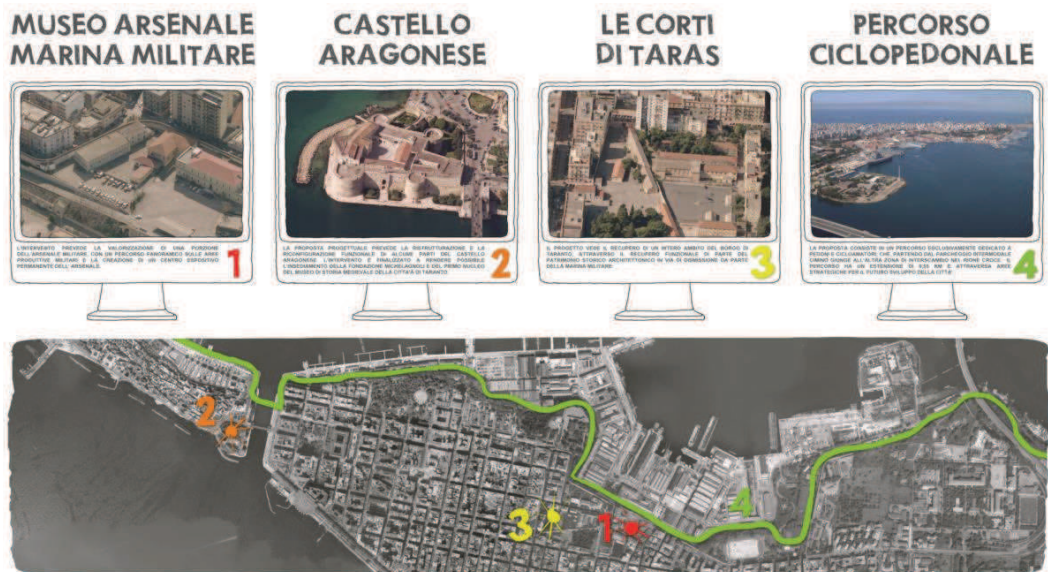 MUSEO ARSENALE
MARINA MILITARE
L'INTERVENTO PREVEDE LA VALORIZZAZIONE DI UNA PORZIONE
DELL'ARSENALE MILITARE CON UN PERCORSO PANORAMICO SULLE AREE
PRODUTTIVE MILITARI E LA CREAZIONE DI UN CENTRO ESPOSITIVO
PERMANENTE DELL' ARSENALE.
1
CASTELLO
ARAGONESE
LA PROPOSTA PROGETTUALE PREVEDE LA RISTRUTTURAZIONE E LA
RICONFIGURAZIONE FUNZIONALE DI ALCUNE PARTI DEL CASTELLO
ARAGONESE. L'INTERVENTO È FINALIZZATO A RENDERE POSSIBILE
L'INSEDIAMENTO DELLA FONDAZIONE MICHELAGNOLI E DEL PRIMO NUCLEO
DEL MUSEO DI STORIA MEDIEVALE DELLA CITTÀ DI TARANTO.
2
LE CORTI
DI TARAS
IL PROGETTO VEDE IL RECUPERO DI UN INTERO AMBITO DEL BORGO DI
TARANTO, ATTRAVERSO IL RECUPERO FUNZIONALE DI PARTE DEL
PATRIMONIO STORICO ARCHITETTONICO IN VIA DI DISMISSIONE DA PARTE
DELLA MARINA MILITARE.
3
PERCORSO
CICLOPEDONALE
LA PROPOSTA CONSISTE IN UN PERCORSO ESCLUSIVAMENTE DEDICATO A
PEDONI E CICLOAMATORI CHE PARTENDO DAL PARCHEGGIO INTERMODALE
CIMINO GIUNGE ALL'ALTRA ZONA DI INTERSCAMBIO NEL RIONE CROCE. IL
PERCORSO HA UN ESTENSIONE DI KM E ATTRAVERSA AREE
STRATEGICHE PER IL FUTURO SVILUPPO DELLA CITTÀ
4
2
3
1
4